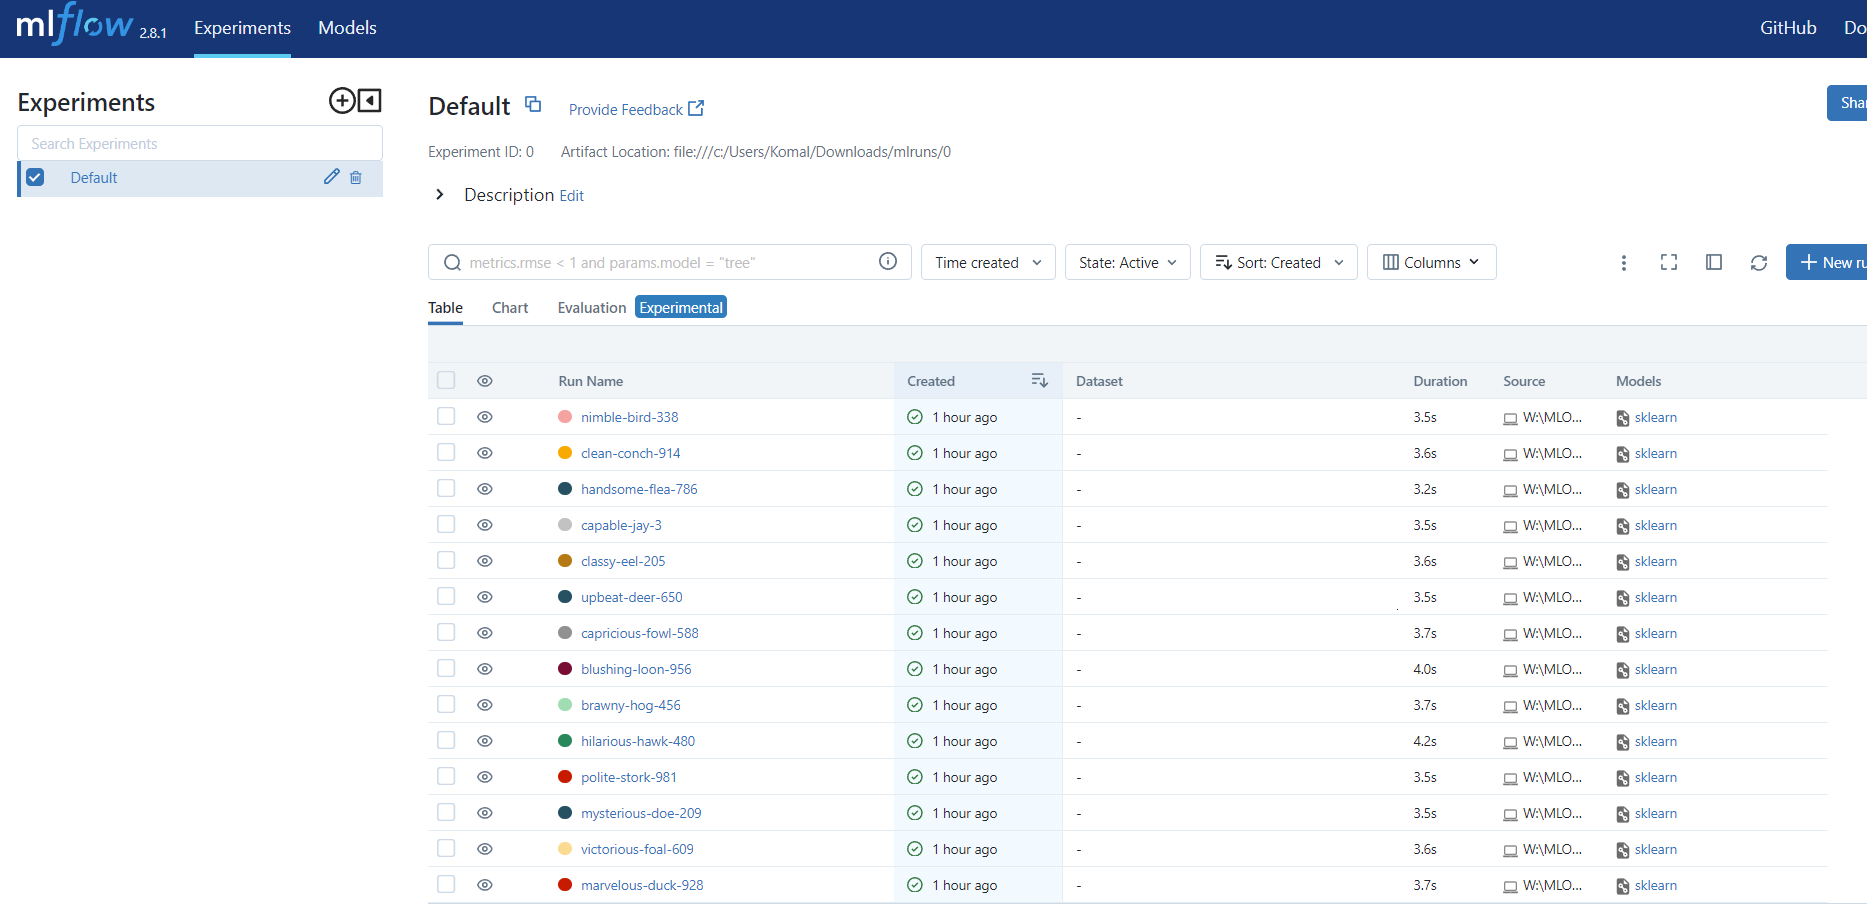 mlflow 2.8.1 Experiments Models GitHub Do
Experiments
Search Experiments
Default
Default Provide Feedback Sha
Experiment ID: 0 Artifact Location: file:///c:/Users/Komal/Downloads/mlruns/0
Description Edit
metrics.rmse < 1 and params.model = "tree" Time created State: Active Sort: Created Columns New ru
Table Chart Evaluation Experimental
Run Name Created Dataset Duration Source Models
nimble-bird-338 1 hour ago - 3.5s W:\MLO... sklearn
clean-conch-914 1 hour ago - 3.6s W:\MLO... sklearn
handsome-flea-786 1 hour ago - 3.2s W:\MLO... sklearn
capable-jay-3 1 hour ago - 3.5s W:\MLO... sklearn
classy-eel-205 1 hour ago - 3.6s W:\MLO... sklearn
upbeat-deer-650 1 hour ago - 3.5s W:\MLO... sklearn
capricious-fowl-588 1 hour ago - 3.7s W:\MLO... sklearn
blushing-loon-956 1 hour ago - 4.0s W:\MLO... sklearn
brawny-hog-456 1 hour ago - 3.7s W:\MLO... sklearn
hilarious-hawk-480 1 hour ago - 4.2s W:\MLO... sklearn
polite-stork-981 1 hour ago - 3.5s W:\MLO... sklearn
mysterious-doe-209 1 hour ago - 3.5s W:\MLO... sklearn
victorious-foal-609 1 hour ago - 3.6s W:\MLO... sklearn
marvelous-duck-928 1 hour ago - 3.7s W:\MLO... sklearn